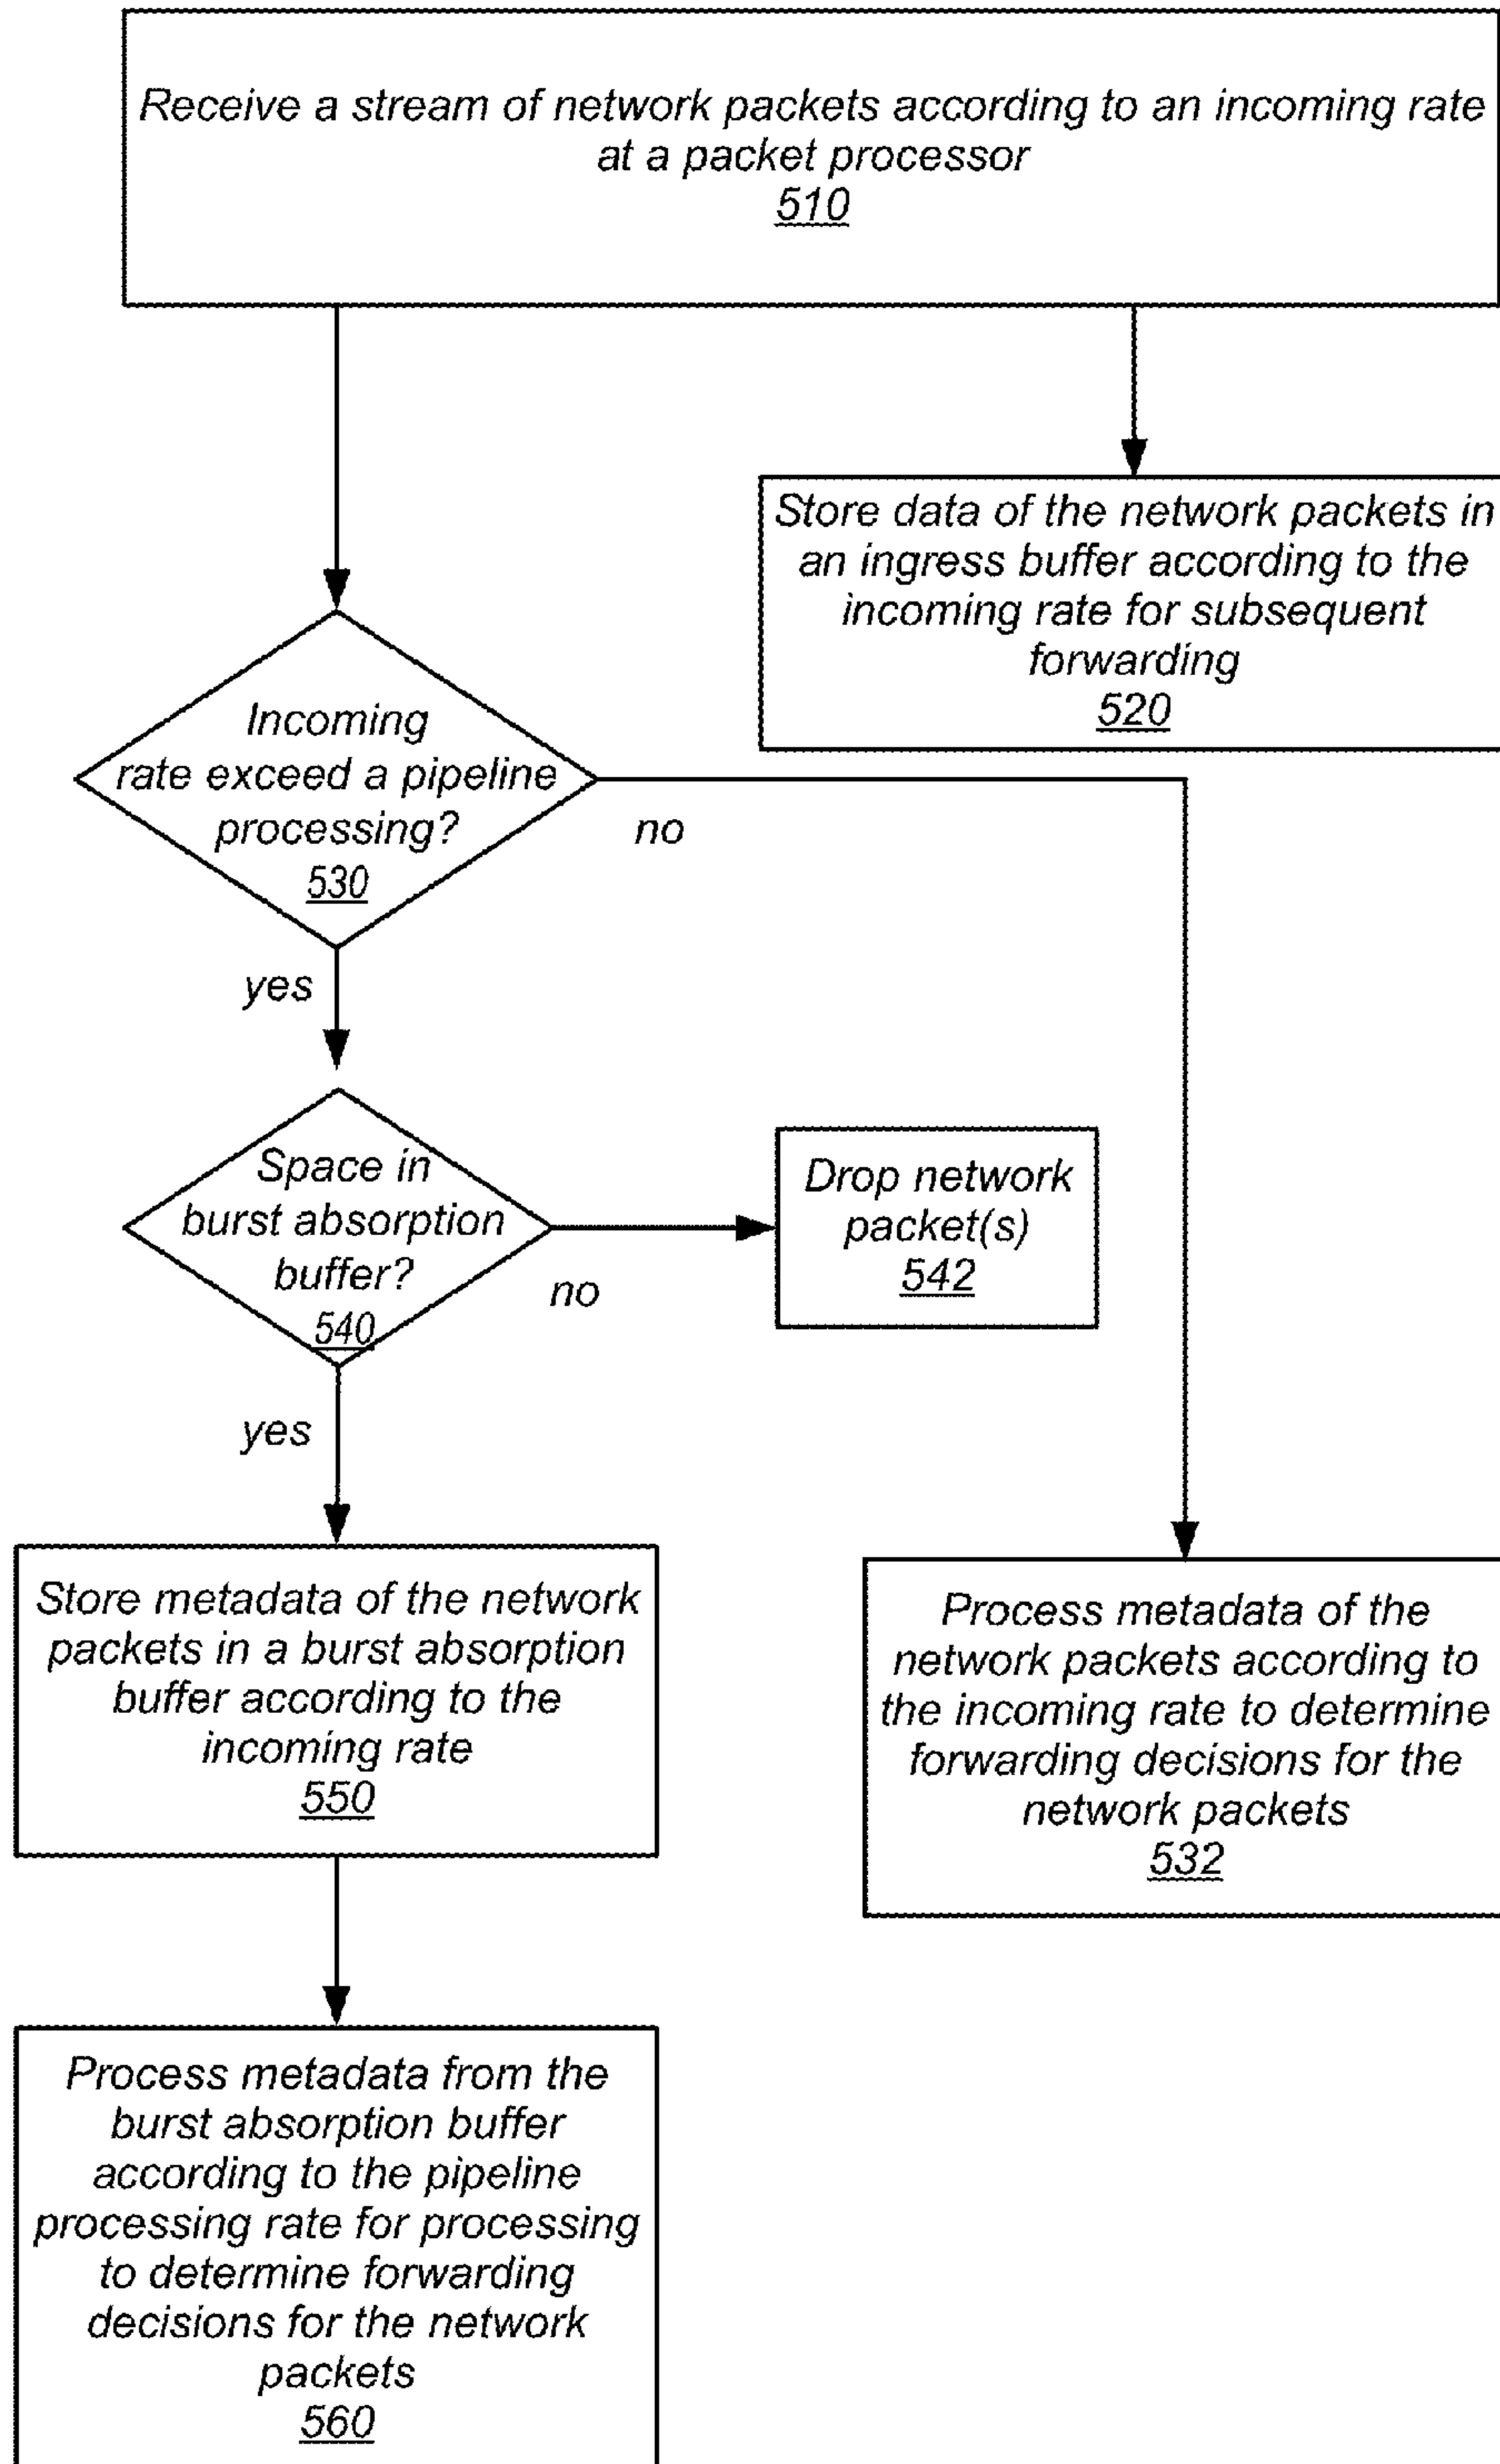 Receive a stream of network packets according to an incoming rate
at a packet processor
510
Store data of the network packets in
an ingress buffer according to the
incoming rate for subsequent
forwarding
520
Incoming
rate exceed a pipeline
processing?
530
no
yes
Space in
burst absorption
buffer?
540
no
Drop network
packet(s)
542
yes
Store metadata of the network
packets in a burst absorption
buffer according to the
incoming rate
550
Process metadata of the
network packets according to
the incoming rate to determine
forwarding decisions for the
network packets
532
Process metadata from the
burst absorption buffer
according to the pipeline
processing rate for processing
to determine forwarding
decisions for the network
packets
560